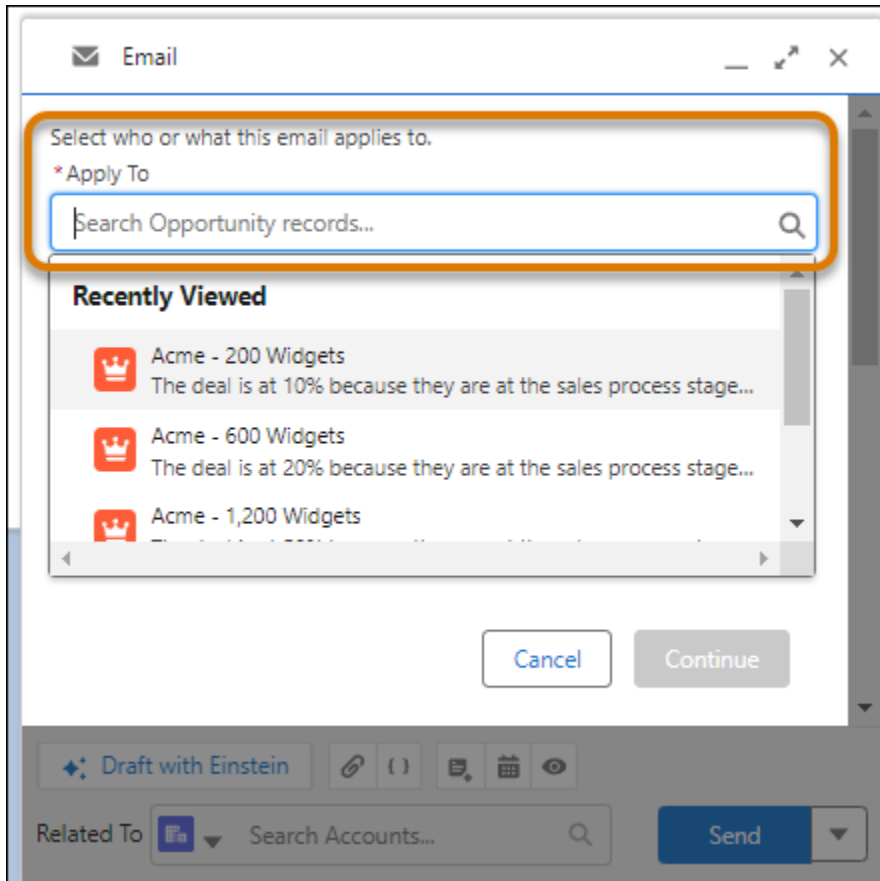 Email
Select who or what this email applies to.
*Apply To
Search Opportunity records...
Recently Viewed
Acme - 200 Widgets
The deal is at 10% because they are at the sales process stage...
Acme - 600 Widgets
The deal is at 20% because they are at the sales process stage...
Acme - 1,200 Widgets
Cancel
Continue
Draft with Einstein
{ }
Related To
Search Accounts...
Send